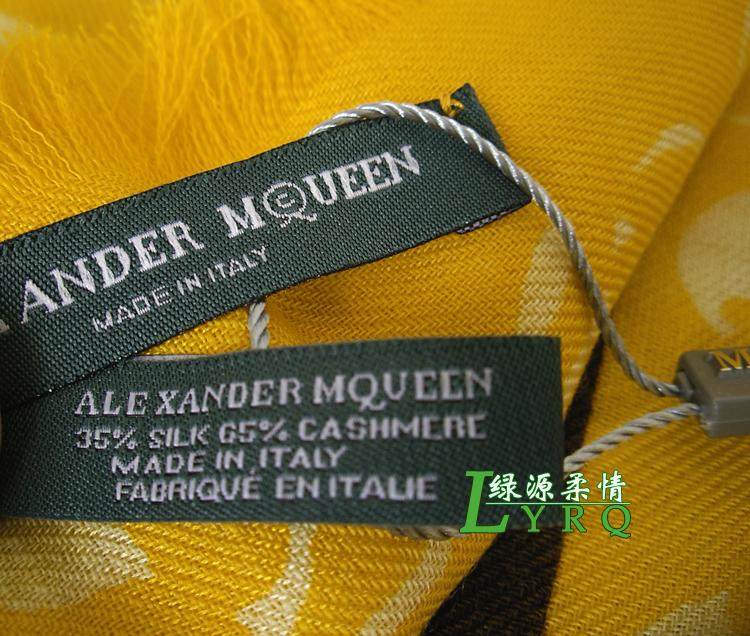 ANDER MQUEEN
MADE IN ITALY
ALEXANDER MQUEEN
35% SILK 65% CASHMERE
MADE IN ITALY
FABRIQUÉ EN ITALIE
绿源柔情
LYRQ